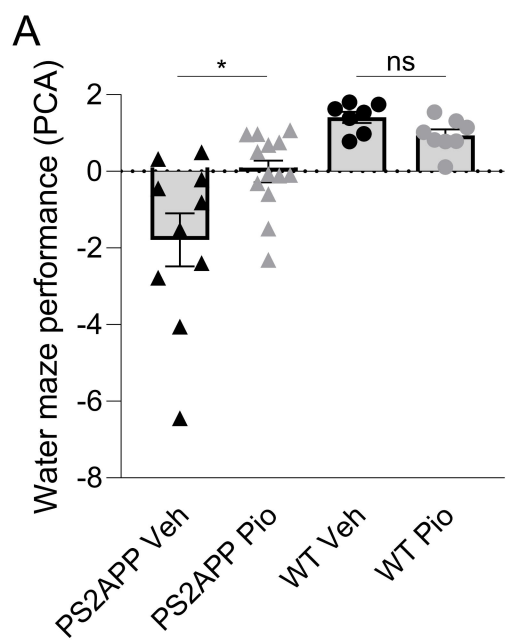 A
* ns
Water maze performance (PCA)
2
0
-2
-4
-6
-8
PS2APP Veh
PS2APP Pio
WT Veh
WT Pio